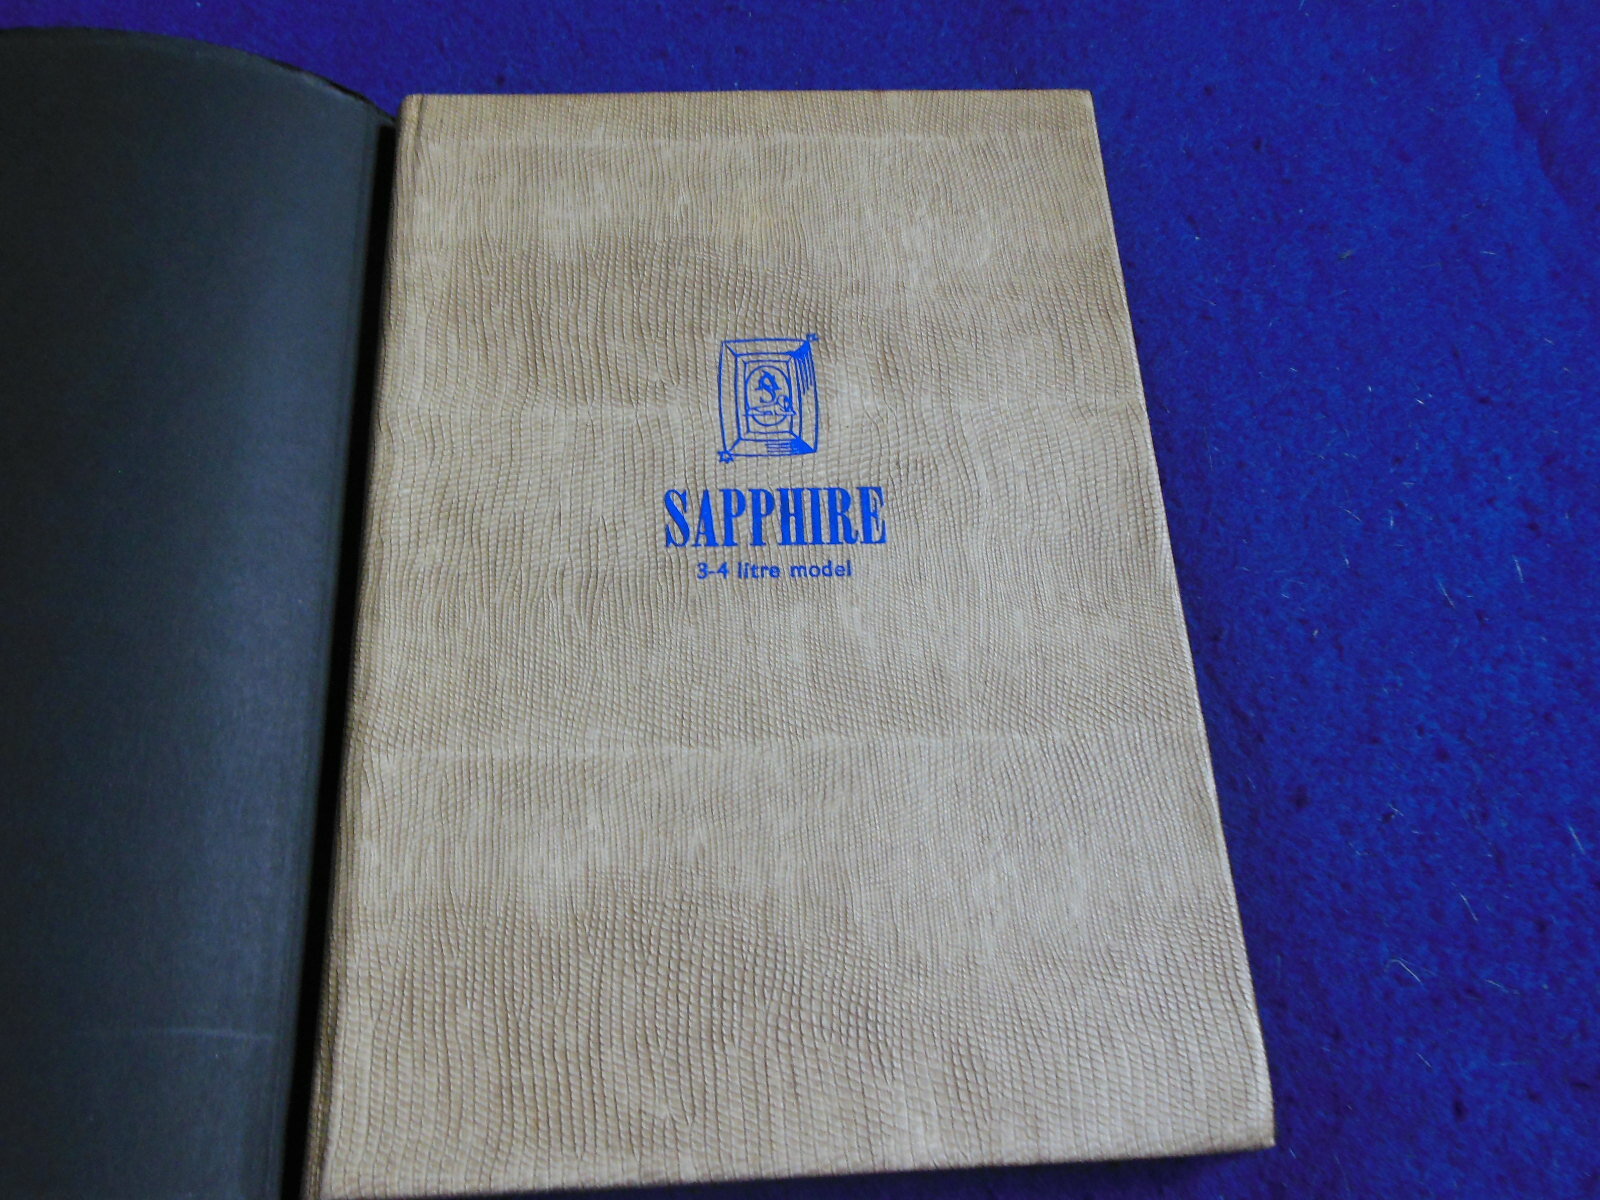 SAPPHIRE
3-4 litre model